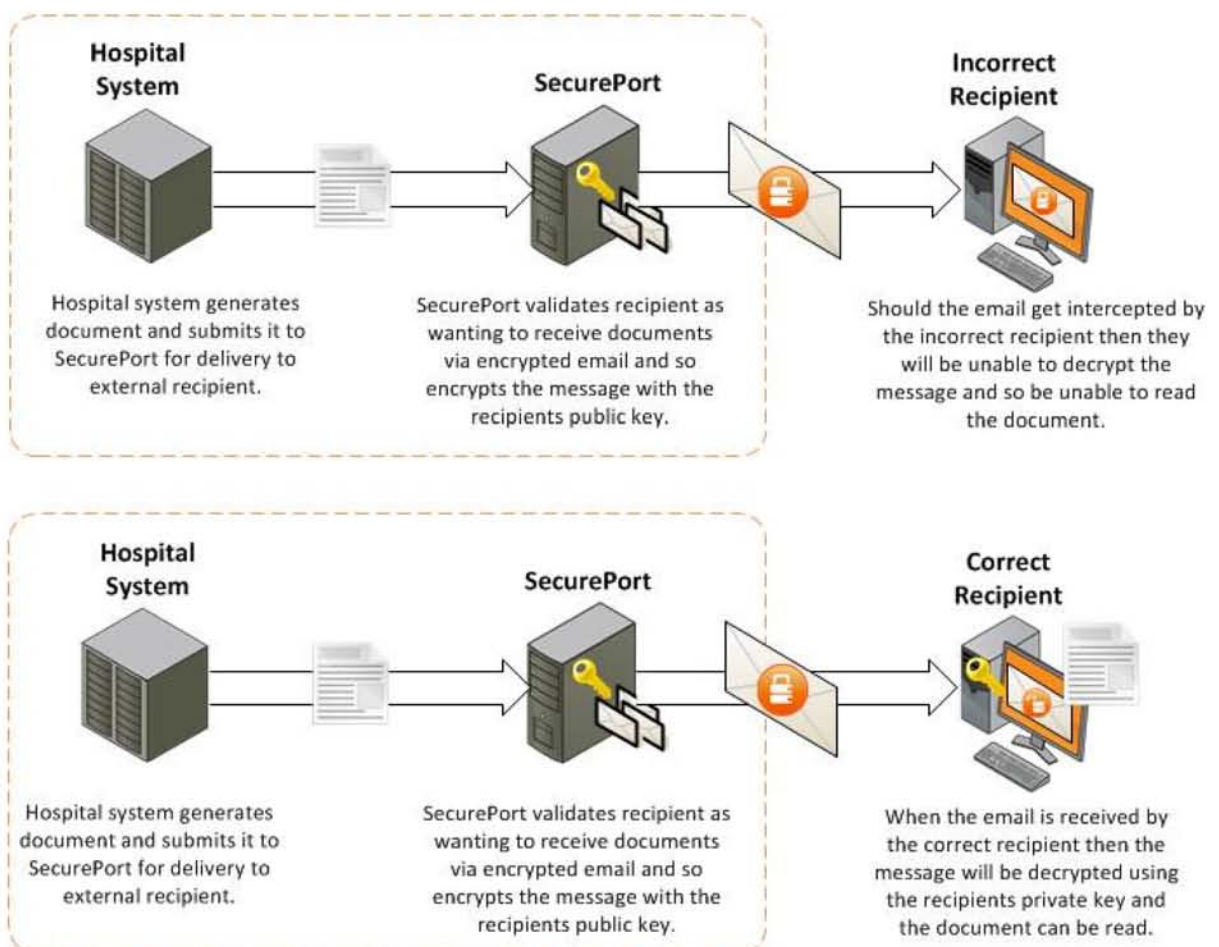 Hospital
System
SecurePort
Incorrect
Recipient
Hospital system generates
document and submits it to
SecurePort for delivery to
external recipient.
SecurePort validates recipient as
wanting to receive documents
via encrypted email and so
encrypts the message with the
recipients public key.
Should the email get intercepted by
the incorrect recipient then they
will be unable to decrypt the
message and so be unable to read
the document.
Hospital
System
SecurePort
Correct
Recipient
Hospital system generates
document and submits it to
SecurePort for delivery to
external recipient.
SecurePort validates recipient as
wanting to receive documents
via encrypted email and so
encrypts the message with the
recipients public key.
When the email is received by
the correct recipient then the
message will be decrypted using
the recipients private key and
the document can be read.